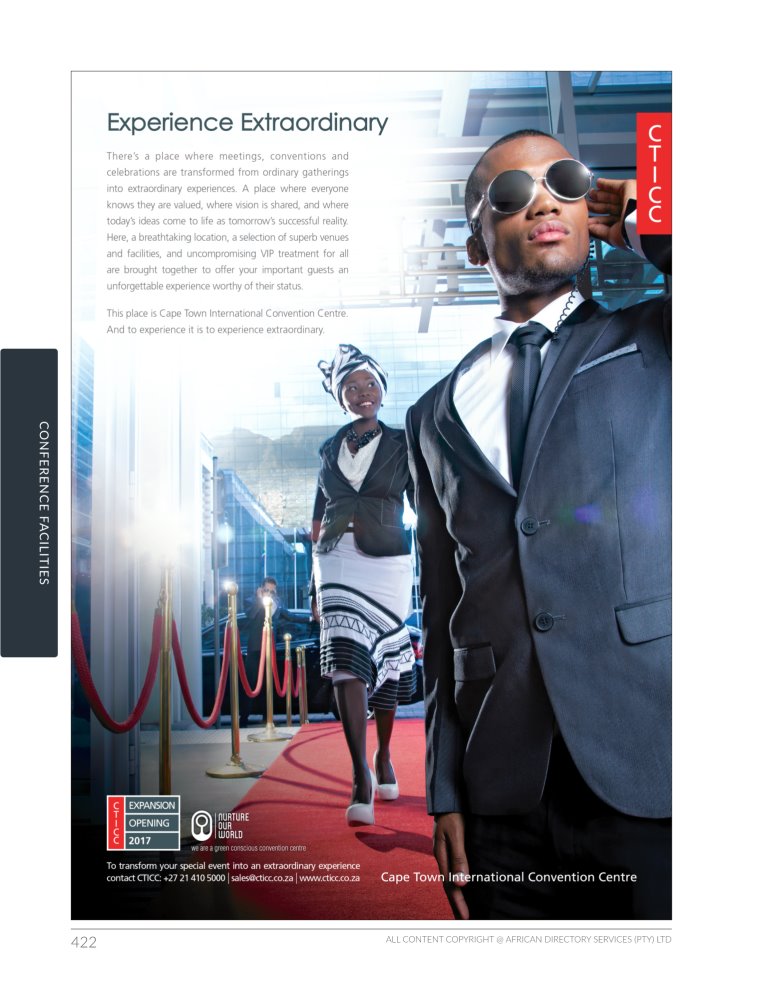 Experience Extraordinary
There's a place where meetings, conventions and
celebrations are transformed from ordinary gatherings
into extraordinary experiences. A place where everyone
knows they are valued, where vision is shared, and where
today's ideas come to life as tomorrow's successful reality.
Here, a breathtaking location, a selection of superb venues
and facilities, and uncompromising VIP treatment for all
are brought together to offer your important guests an
unforgettable experience worthy of their status.
This place is Cape Town International Convention Centre.
And to experience it is to experience extraordinary.
CTICC
CONFERENCE FACILITIES
CTICC
EXPANSION
OPENING
2017
NURTURE
OUR
WORLD
we are a green conscious convention centre
To transform your special event into an extraordinary experience
contact CTICC: +27 21 410 5000 | sales@cticc.co.za | www.cticc.co.za
Cape Town International Convention Centre
422
ALL CONTENT COPYRIGHT @ AFRICAN DIRECTORY SERVICES (PTY) LTD